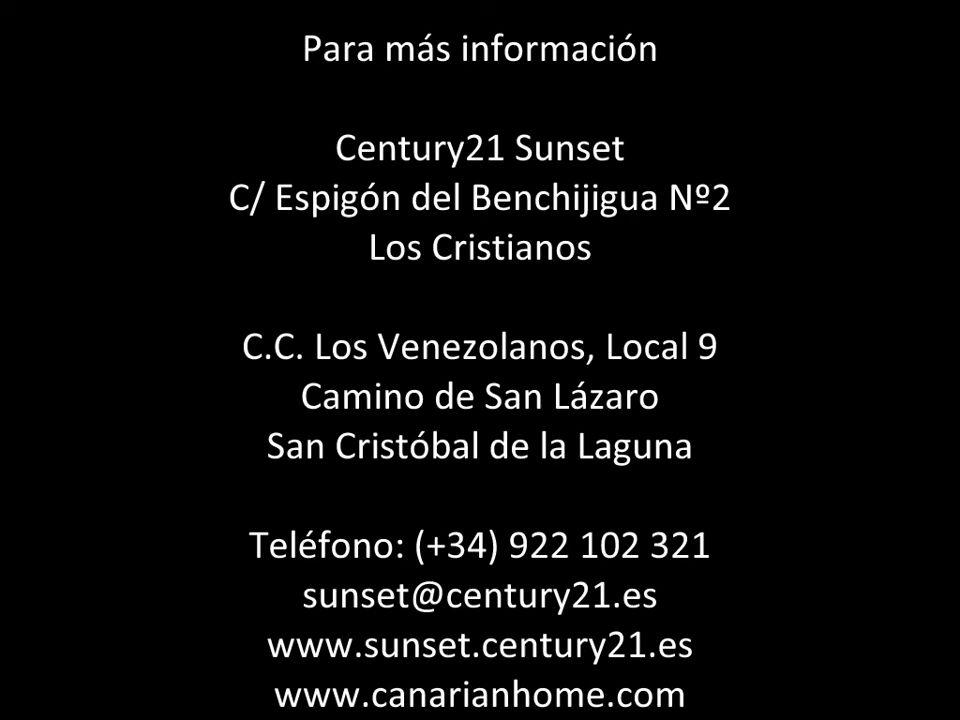 Para más información
Century21 Sunset
C/ Espigón del Benchijigua Nº2
Los Cristianos
C.C. Los Venezolanos, Local 9
Camino de San Lázaro
San Cristóbal de la Laguna
Teléfono: (+34) 922 102 321
sunset@century21.es
www.sunset.century21.es
www.canarianhome.com